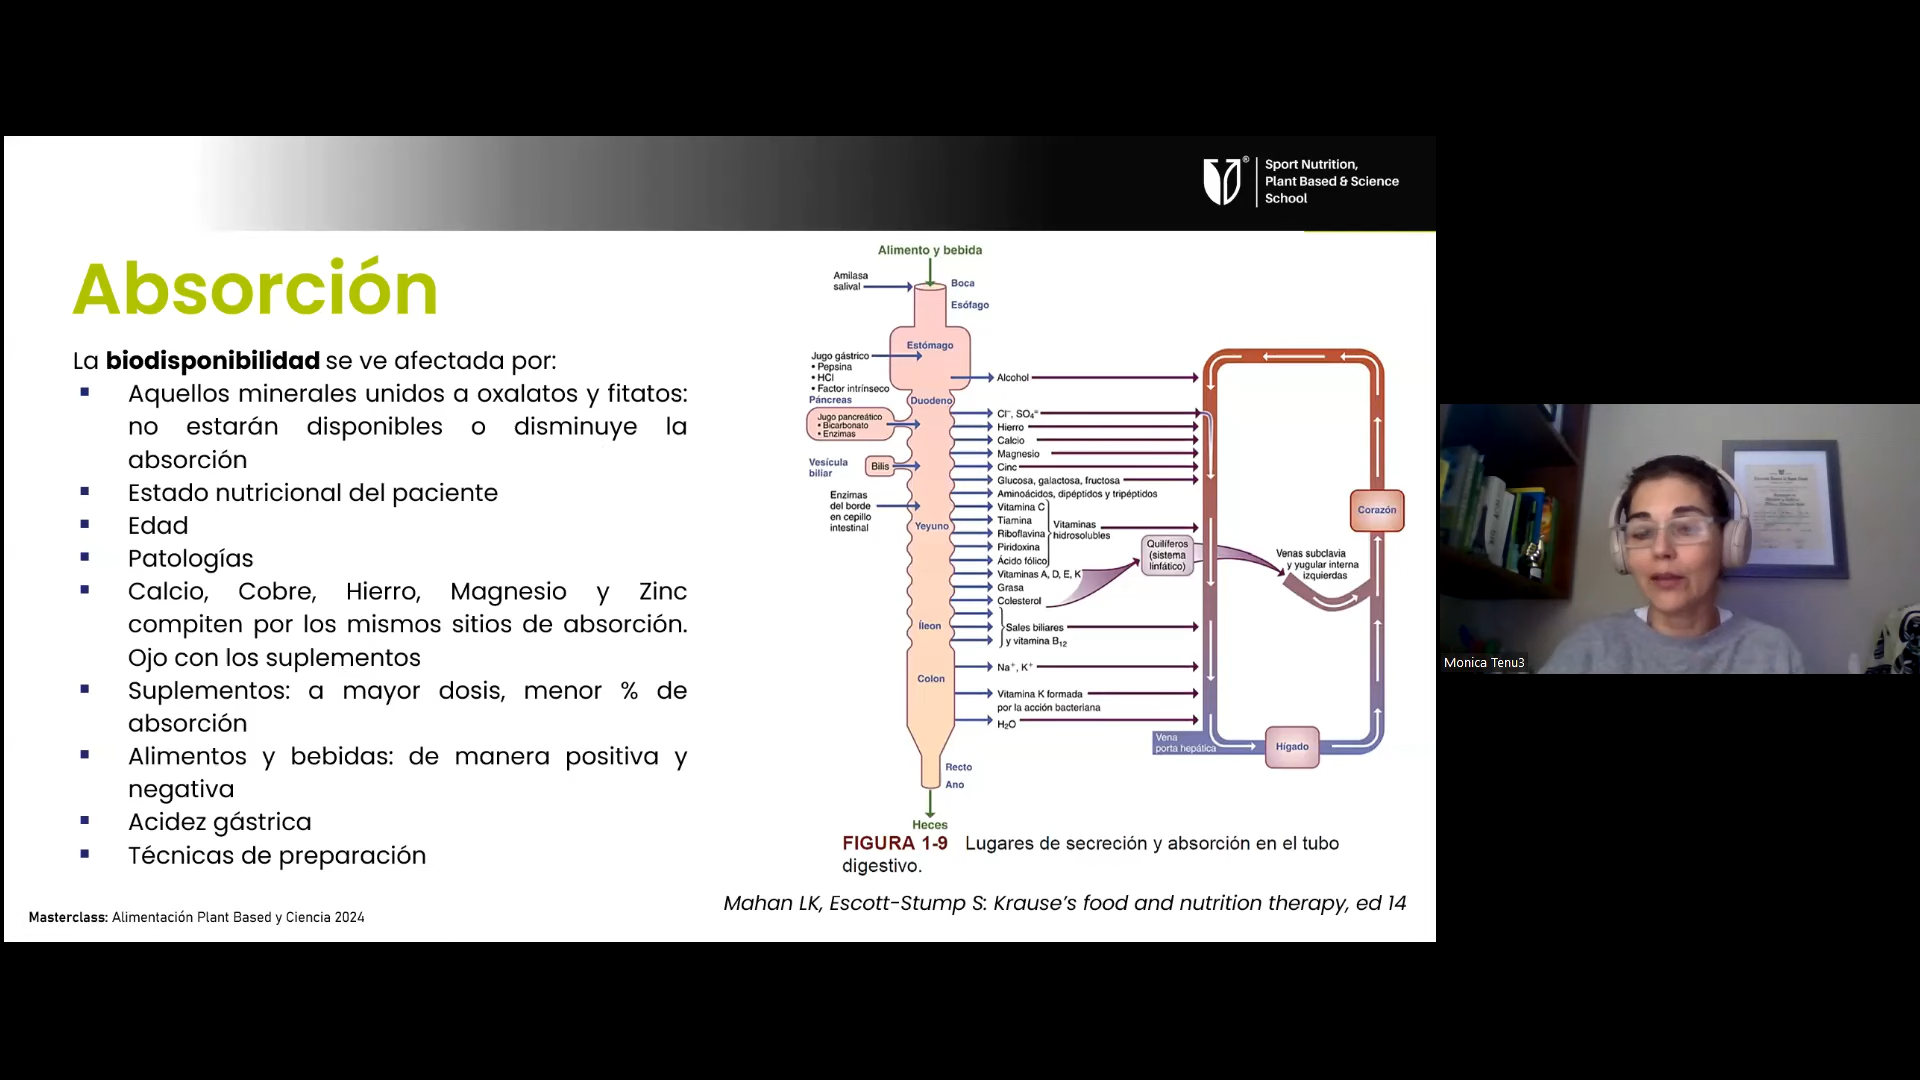 Sport Nutrition,
Plant Based & Science
School
®
Absorción
La biodisponibilidad se ve afectada por:
▪ Aquellos minerales unidos a oxalatos y fitatos:
no estarán disponibles o disminuye la
absorción
▪ Estado nutricional del paciente
▪ Edad
▪ Patologías
▪ Calcio, Cobre, Hierro, Magnesio y Zinc
compiten por los mismos sitios de absorción.
Ojo con los suplementos
▪ Suplementos: a mayor dosis, menor % de
absorción
▪ Alimentos y bebidas: de manera positiva y
negativa
▪ Acidez gástrica
▪ Técnicas de preparación
Masterclass: Alimentación Plant Based y Ciencia 2024
Alimento y bebida
Amilasa
salival
Boca
Esófago
Estómago
Jugo gástrico
• Pepsina
• HCl
• Factor intrínseco
Páncreas
Jugo pancreático
• Bicarbonato
• Enzimas
Vesícula
biliar
Bilis
Enzimas
del borde
en cepillo
intestinal
Duodeno
Yeyuno
Íleon
Colon
Recto
Ano
Heces
Alcohol
Cl⁻, SO₄⁼
Hierro
Calcio
Magnesio
Cinc
Glucosa, galactosa, fructosa
Aminoácidos, dipéptidos y tripéptidos
Vitamina C
Tiamina
Riboflavina
Piridoxina
Ácido fólico
Vitaminas
hidrosolubles
Vitaminas A, D, E, K
Grasa
Colesterol
Sales biliares
y vitamina B₁₂
Na⁺, K⁺
Vitamina K formada
por la acción bacteriana
H₂O
Quilíferos
(sistema
linfático)
Venas subclavia
y yugular interna
izquierdas
Corazón
Vena
porta hepática
Hígado
FIGURA 1-9 Lugares de secreción y absorción en el tubo
digestivo.
Mahan LK, Escott-Stump S: Krause's food and nutrition therapy, ed 14
Monica Tenu3